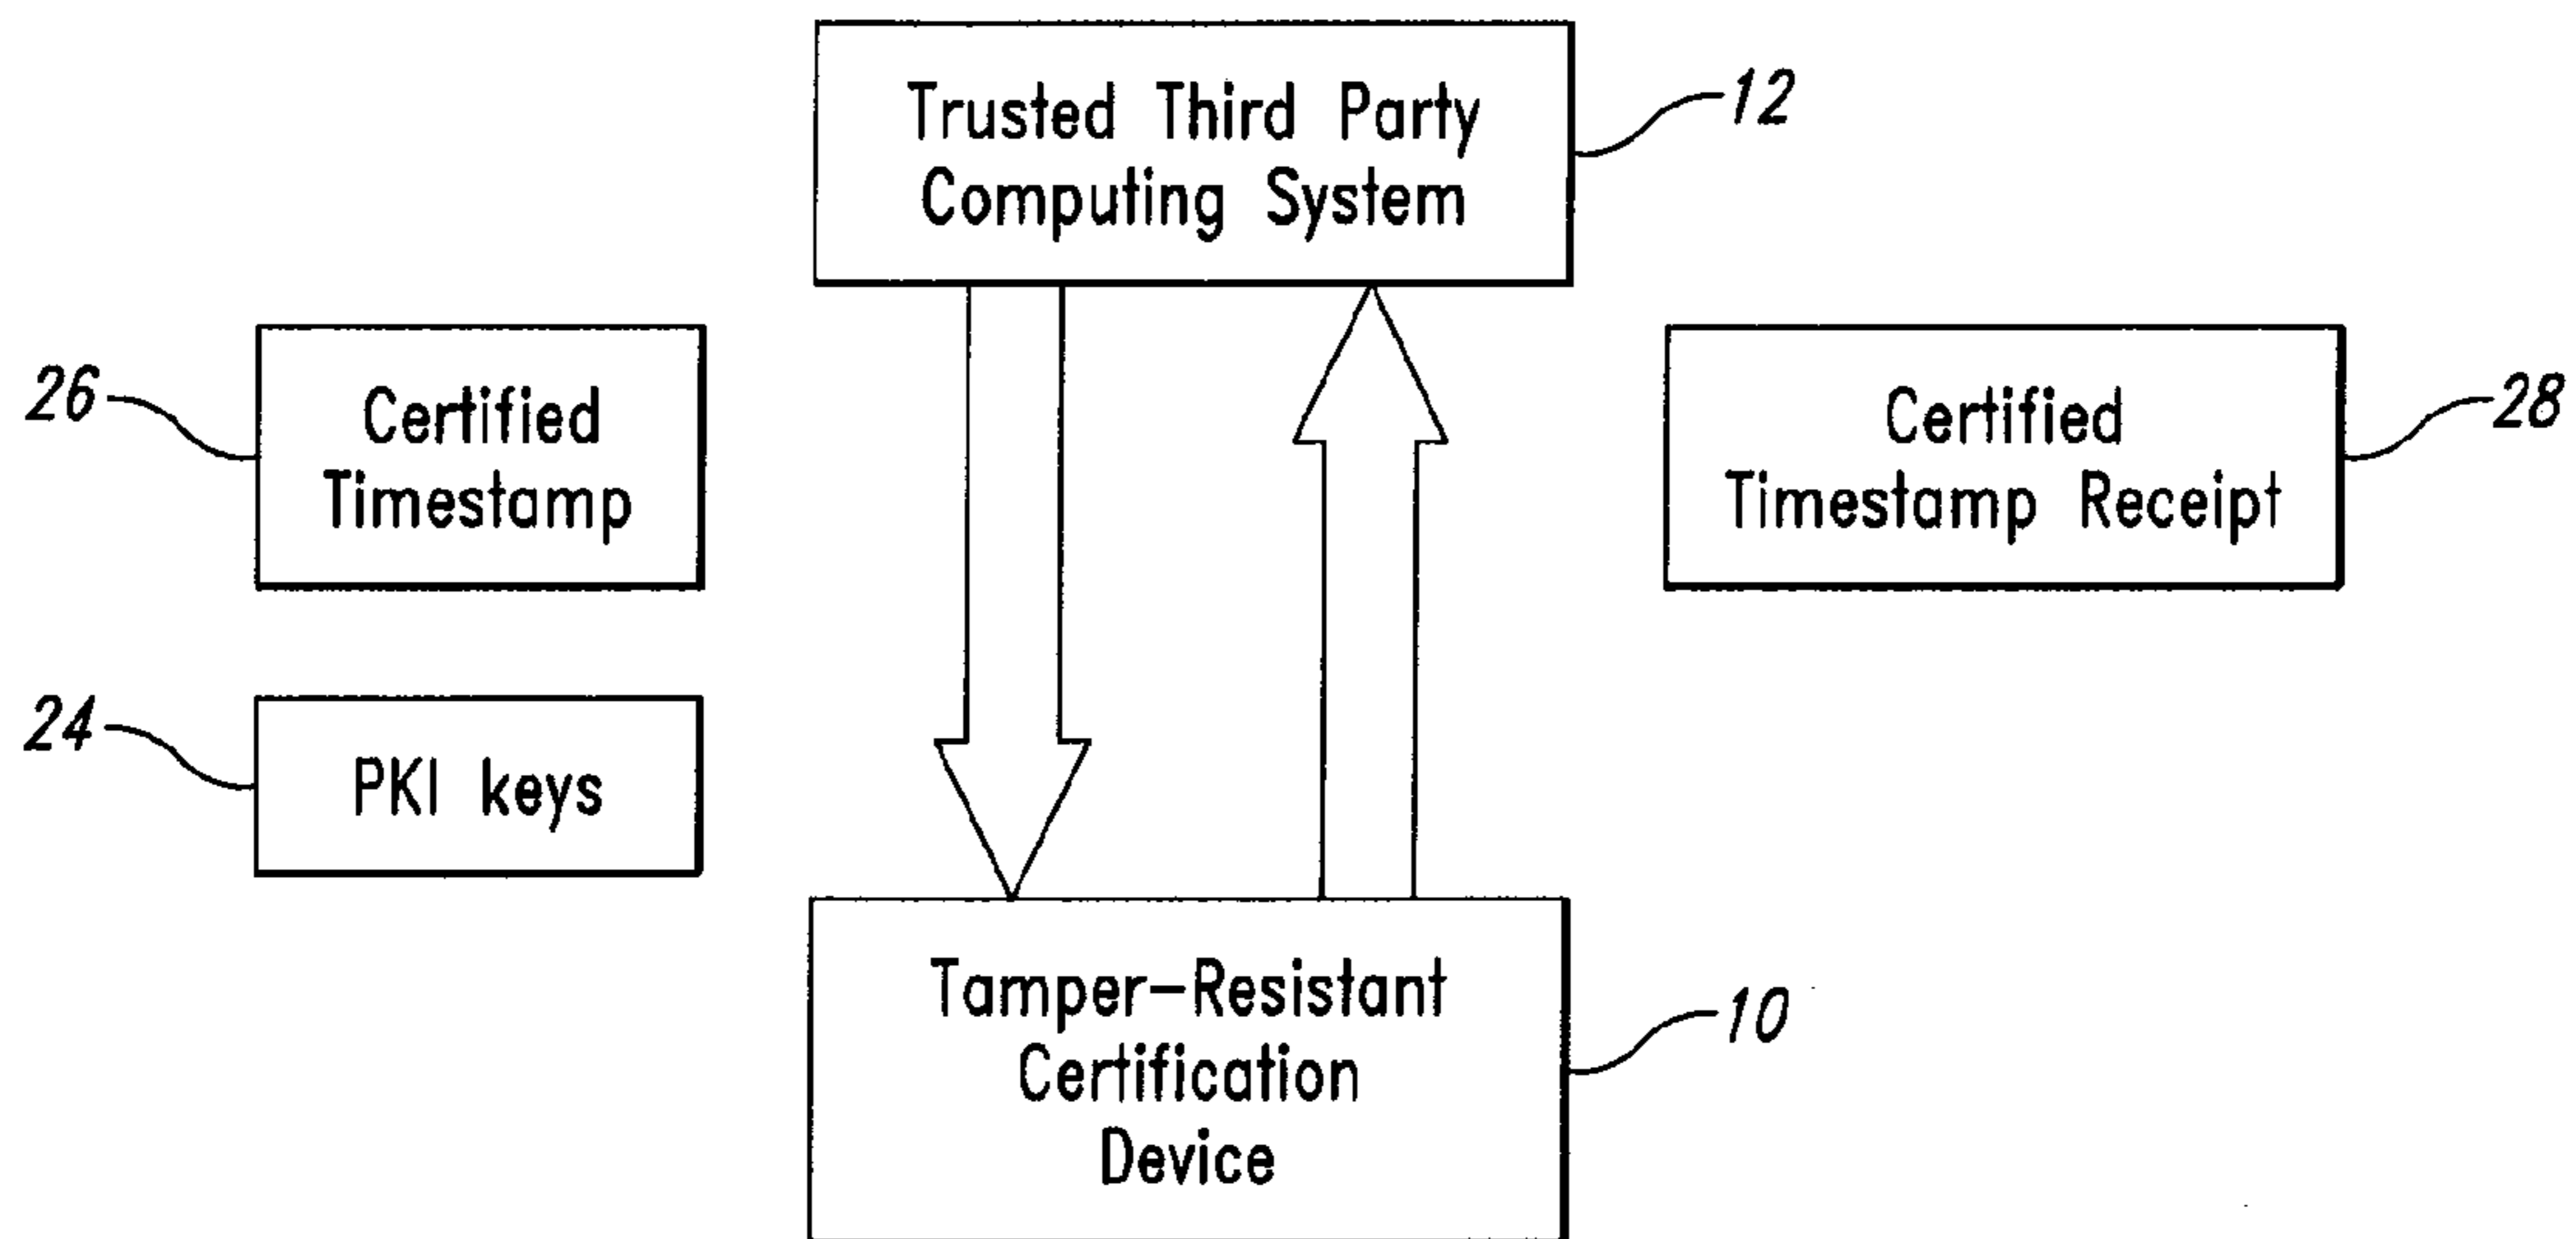 Trusted Third Party
Computing System
12
26
Certified
Timestamp
Certified
Timestamp Receipt
28
24
PKI keys
Tamper-Resistant
Certification
Device
10